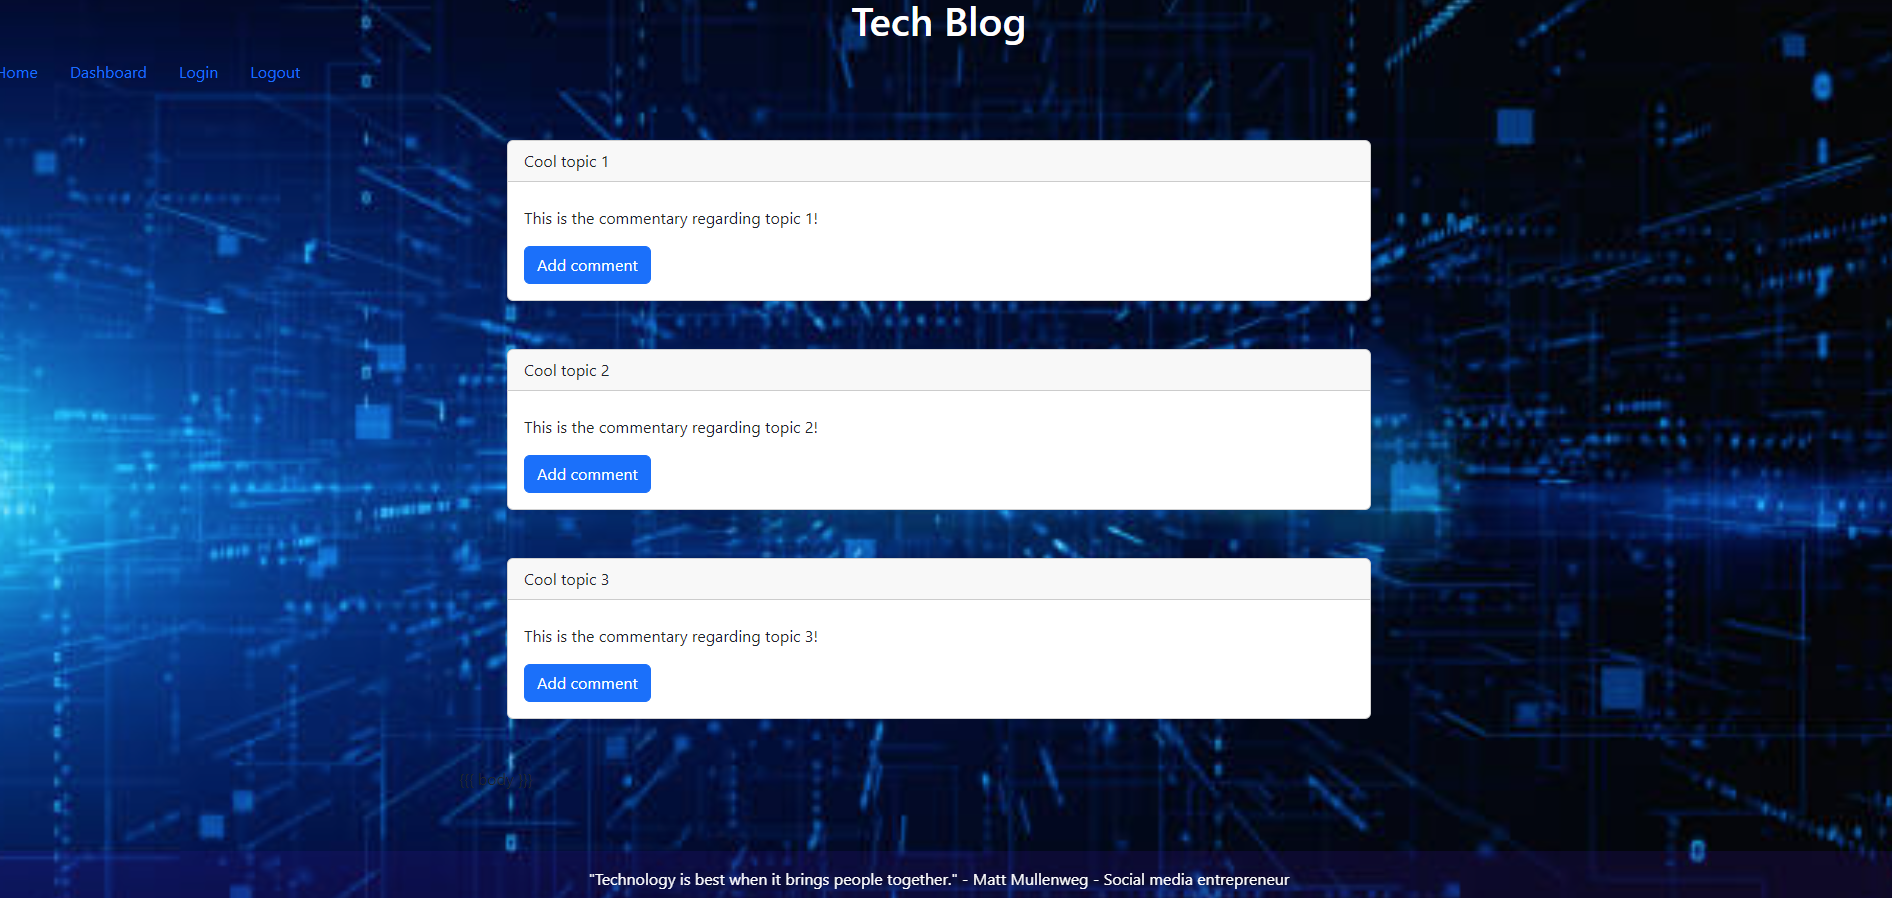 Tech Blog
Home Dashboard Login Logout
Cool topic 1
This is the commentary regarding topic 1!
Add comment
Cool topic 2
This is the commentary regarding topic 2!
Add comment
Cool topic 3
This is the commentary regarding topic 3!
Add comment
"Technology is best when it brings people together." - Matt Mullenweg - Social media entrepreneur